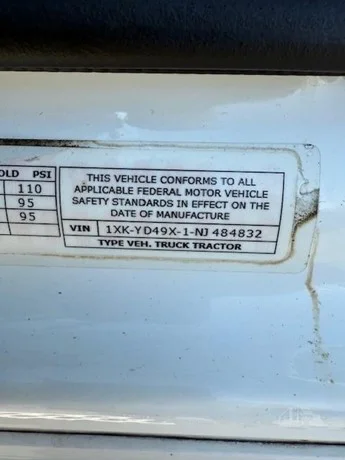 OLD PSI
110
95
95
THIS VEHICLE CONFORMS TO ALL
APPLICABLE FEDERAL MOTOR VEHICLE
SAFETY STANDARDS IN EFFECT ON THE
DATE OF MANUFACTURE
VIN 1XK-YD49X-1-NJ 484832
TYPE VEH. TRUCK TRACTOR